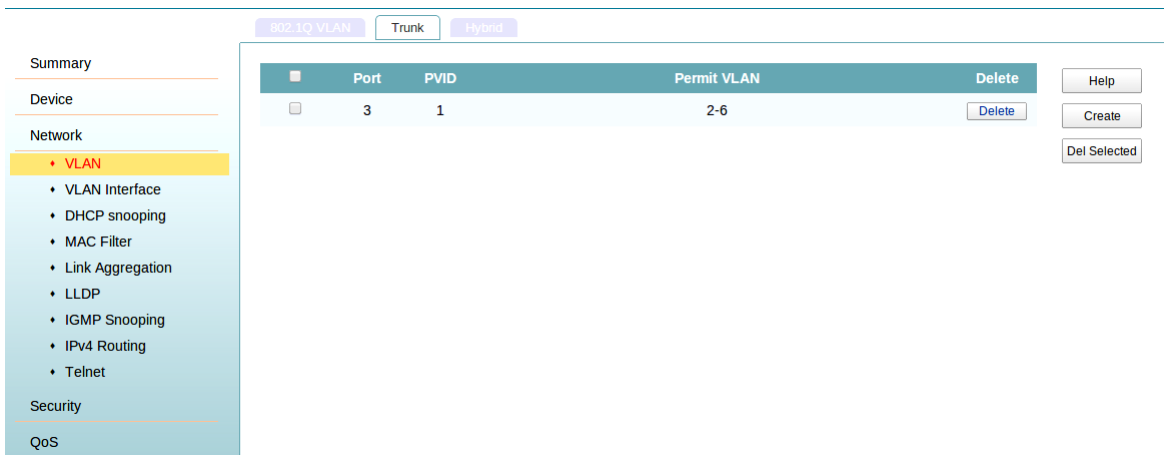 802.1Q VLAN Trunk Hybrid
Summary
Device
Network
VLAN
VLAN Interface
DHCP snooping
MAC Filter
Link Aggregation
LLDP
IGMP Snooping
IPv4 Routing
Telnet
Security
QoS
Port PVID Permit VLAN Delete
3 1 2-6 Delete
Help
Create
Del Selected